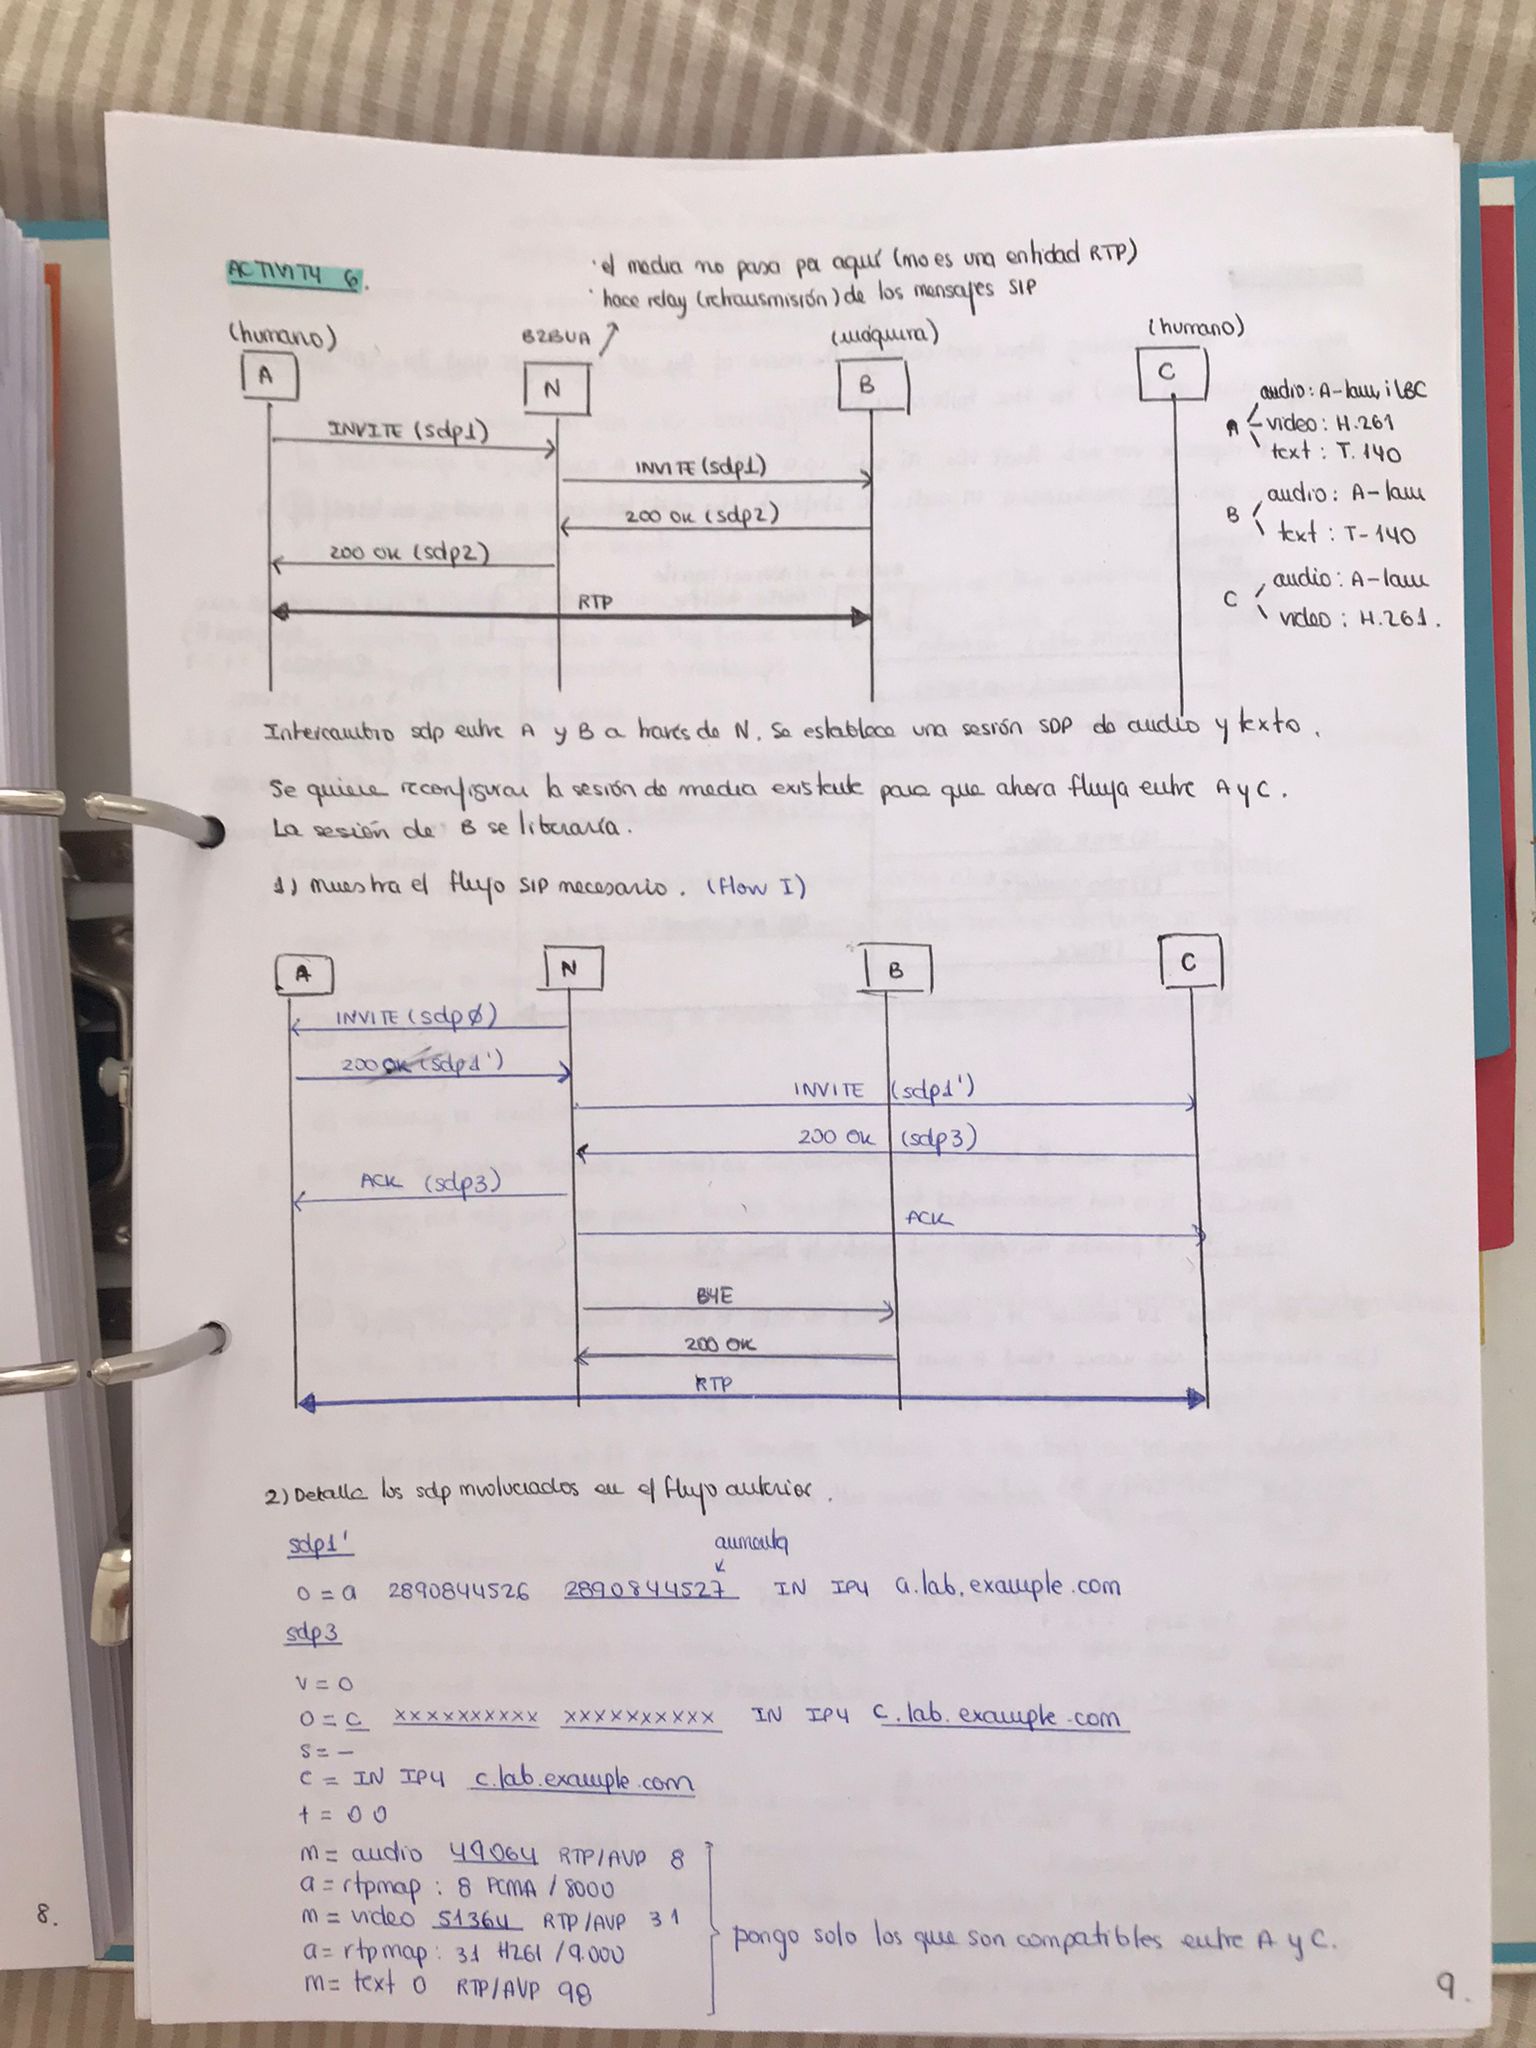 ACTIVITY 6.
· el media no pasa por aquí (no es una entidad RTP)
· hace relay (retransmisión) de los mensajes SIP
(humano) B2BUA (máquina) (humano)
A N B C
audio: A-law, iLBC
A video: H.261
text: T.140
INVITE (sdp1)
INVITE (sdp1)
B audio: A-law
text: T-140
200 OK (sdp2)
200 OK (sdp2)
C audio: A-law
video: H.261.
RTP
Intercambio sdp entre A y B a través de N. Se establece una sesión SDP de audio y texto.
Se quiere reconfigurar la sesión de media existente para que ahora fluya entre A y C.
La sesión de B se liberaría.
1) muestra el flujo SIP necesario. (flow I)
A N B C
INVITE (sdp Ø)
200 OK (sdp1')
INVITE (sdp1')
200 OK (sdp3)
ACK (sdp3)
ACK
BYE
200 OK
RTP
2) Detalle los sdp involucrados en el flujo anterior.
sdp1'
aumenta
o = a 2890844526 2890844527 IN IP4 a.lab.example.com
sdp3
v = 0
o = c xxxxxxxxxx xxxxxxxxxx IN IP4 c.lab.example.com
s = -
c = IN IP4 c.lab.example.com
t = 0 0
m = audio 49064 RTP/AVP 8
a = rtpmap : 8 PCMA / 8000
m = video 51364 RTP/AVP 31
a = rtpmap : 31 H261 / 9.000
m = text 0 RTP/AVP 98
pongo solo los que son compatibles entre A y C.
8.
9.